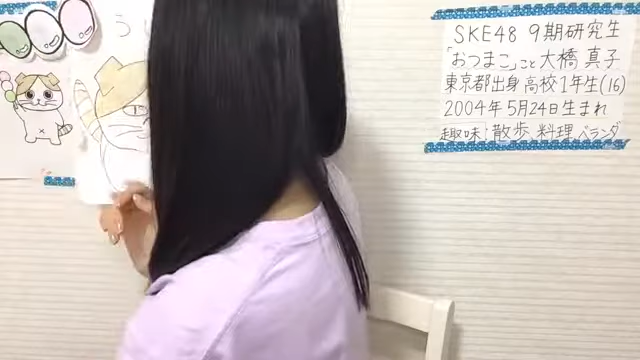 う
SKE48 9期研究生
「おつまこ」こと大橋 真子
東京都出身 高校1年生(16)
2004年 5月24日生まれ
趣味:散歩、料理、ベランダ